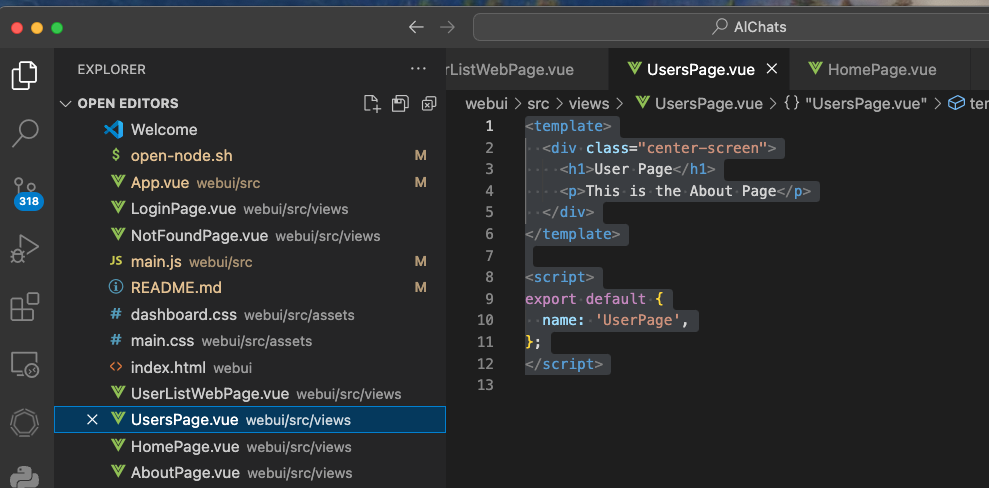 AIChats
EXPLORER
OPEN EDITORS
Welcome
open-node.sh M
App.vue webui/src M
LoginPage.vue webui/src/views
NotFoundPage.vue webui/src/views
main.js webui/src M
README.md M
dashboard.css webui/src/assets
main.css webui/src/assets
index.html webui
UserListWebPage.vue webui/src/views
UsersPage.vue webui/src/views
HomePage.vue webui/src/views
AboutPage.vue webui/src/views
318
JS
rListWebPage.vue UsersPage.vue HomePage.vue
webui > src > views > UsersPage.vue > {} "UsersPage.vue" > te
1 <template>
2 <div class="center-screen">
3 <h1>User Page</h1>
4 <p>This is the About Page</p>
5 </div>
6 </template>
7
8 <script>
9 export default {
10 name: 'UserPage',
11 };
12 </script>
13